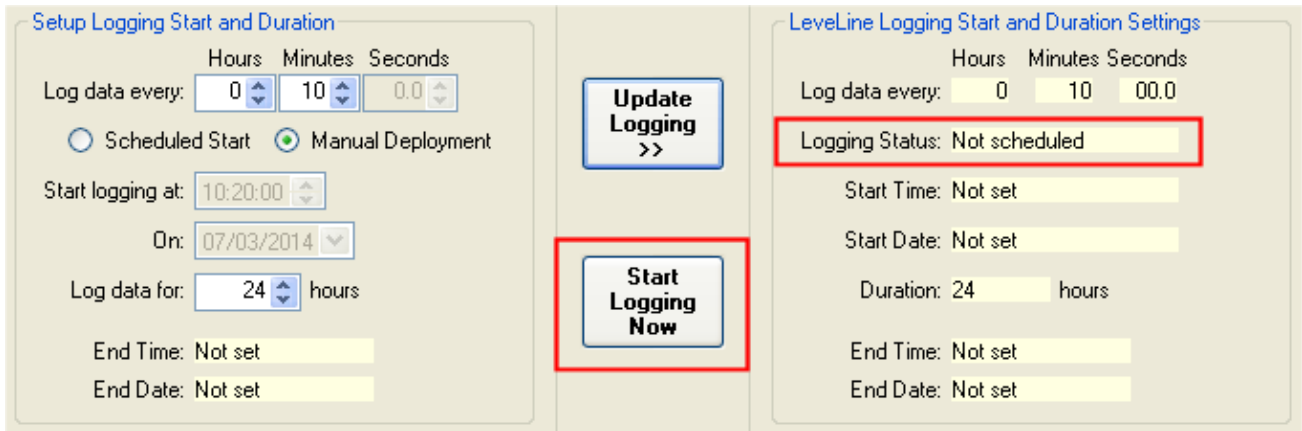 Setup Logging Start and Duration
Hours Minutes Seconds
Log data every: 0 10 0.0
Scheduled Start Manual Deployment
Start logging at: 10:20:00
On: 07/03/2014
Log data for: 24 hours
End Time: Not set
End Date: Not set
Update
Logging
>>
Start
Logging
Now
LeveLine Logging Start and Duration Settings
Hours Minutes Seconds
Log data every: 0 10 00.0
Logging Status: Not scheduled
Start Time: Not set
Start Date: Not set
Duration: 24 hours
End Time: Not set
End Date: Not set